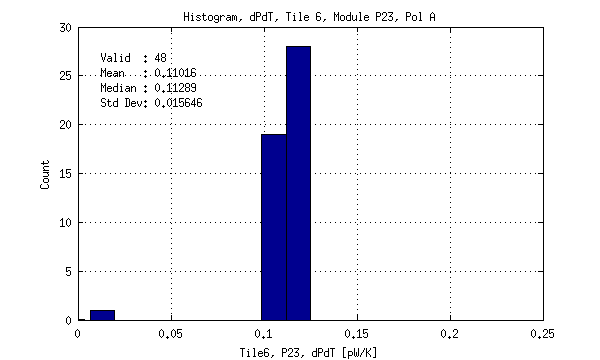 Histogram, dPdT, Tile 6, Module P23, Pol A
30
25
20
15
10
5
0
Count
Valid : 48
Mean : 0.11016
Median : 0.11289
Std Dev: 0.015646
0 0.05 0.1 0.15 0.2 0.25
Tile6, P23, dPdT [pW/K]